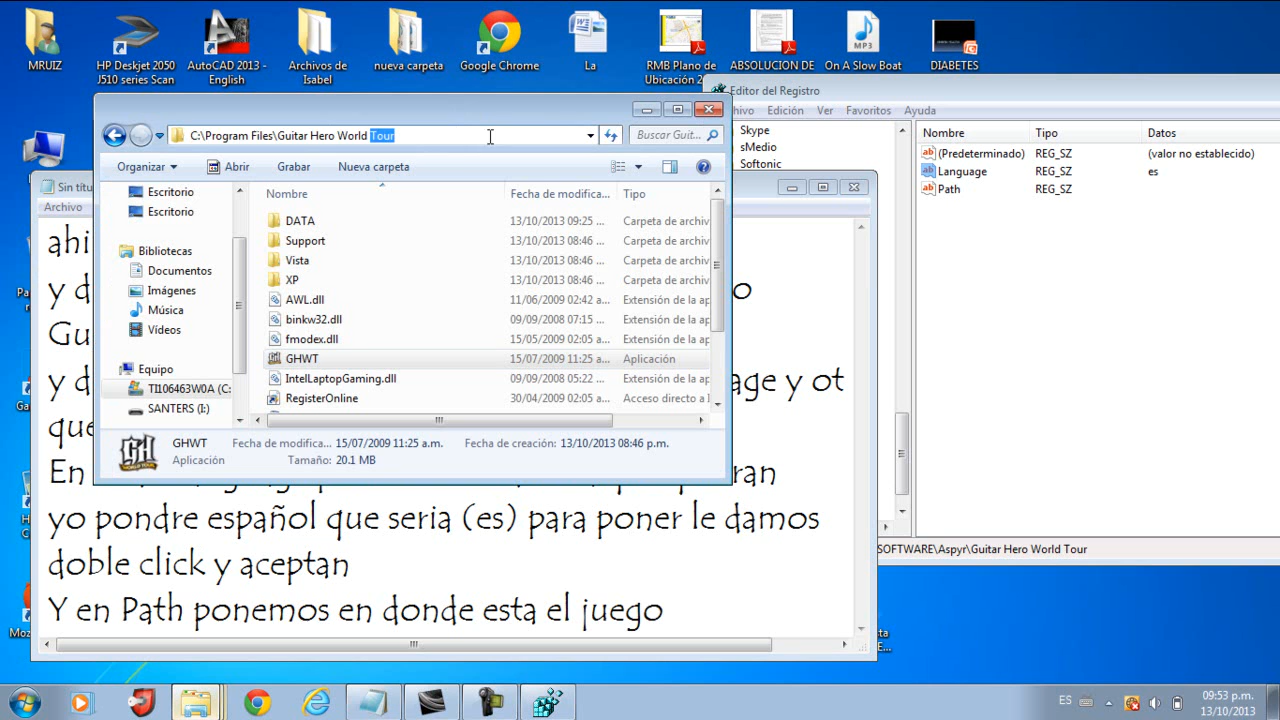 MRUIZ
HP Deskjet 2050
J510 series Scan
AutoCAD 2013 -
English
Archivos de
Isabel
nueva carpeta
Google Chrome
La
RMB Plano de
Ubicación
ABSOLUCION DE
On A Slow Boat
DIABETES
Editor del Registro
Edición Ver Favoritos Ayuda
Skype
sMedio
Softonic
Nombre Tipo Datos
(Predeterminado) REG_SZ (valor no establecido)
Language REG_SZ es
Path REG_SZ
SOFTWARE\Aspyr\Guitar Hero World Tour
C:\Program Files\Guitar Hero World Tour
Buscar Guit...
Organizar Abrir Grabar Nueva carpeta
Escritorio
Escritorio
Bibliotecas
Documentos
Imágenes
Música
Vídeos
Equipo
TI106463W0A (C:
SANTERS (I:)
Nombre Fecha de modifica... Tipo
DATA 13/10/2013 09:25 ... Carpeta de archiv
Support 13/10/2013 08:46 ... Carpeta de archiv
Vista 13/10/2013 08:46 ... Carpeta de archiv
XP 13/10/2013 08:46 ... Carpeta de archiv
AWL.dll 11/06/2009 02:42 a... Extensión de la ap
binkw32.dll 09/09/2008 07:15 ... Extensión de la ap
fmodex.dll 15/05/2009 02:05 a... Extensión de la ap
GHWT 15/07/2009 11:25 a... Aplicación
IntelLaptopGaming.dll 09/09/2008 05:22 ... Extensión de la ap
RegisterOnline 30/04/2009 02:05 a... Acceso directo a
GHWT Fecha de modifica... 15/07/2009 11:25 a.m. Fecha de creación: 13/10/2013 08:46 p.m.
Aplicación Tamaño: 20.1 MB
Archivo
ahi
y d
Gu
y d age y ot
que
En ran
yo pondre español que seria (es) para poner le damos
doble click y aceptan
Y en Path ponemos en donde esta el juego
ES
09:53 p.m.
13/10/2013